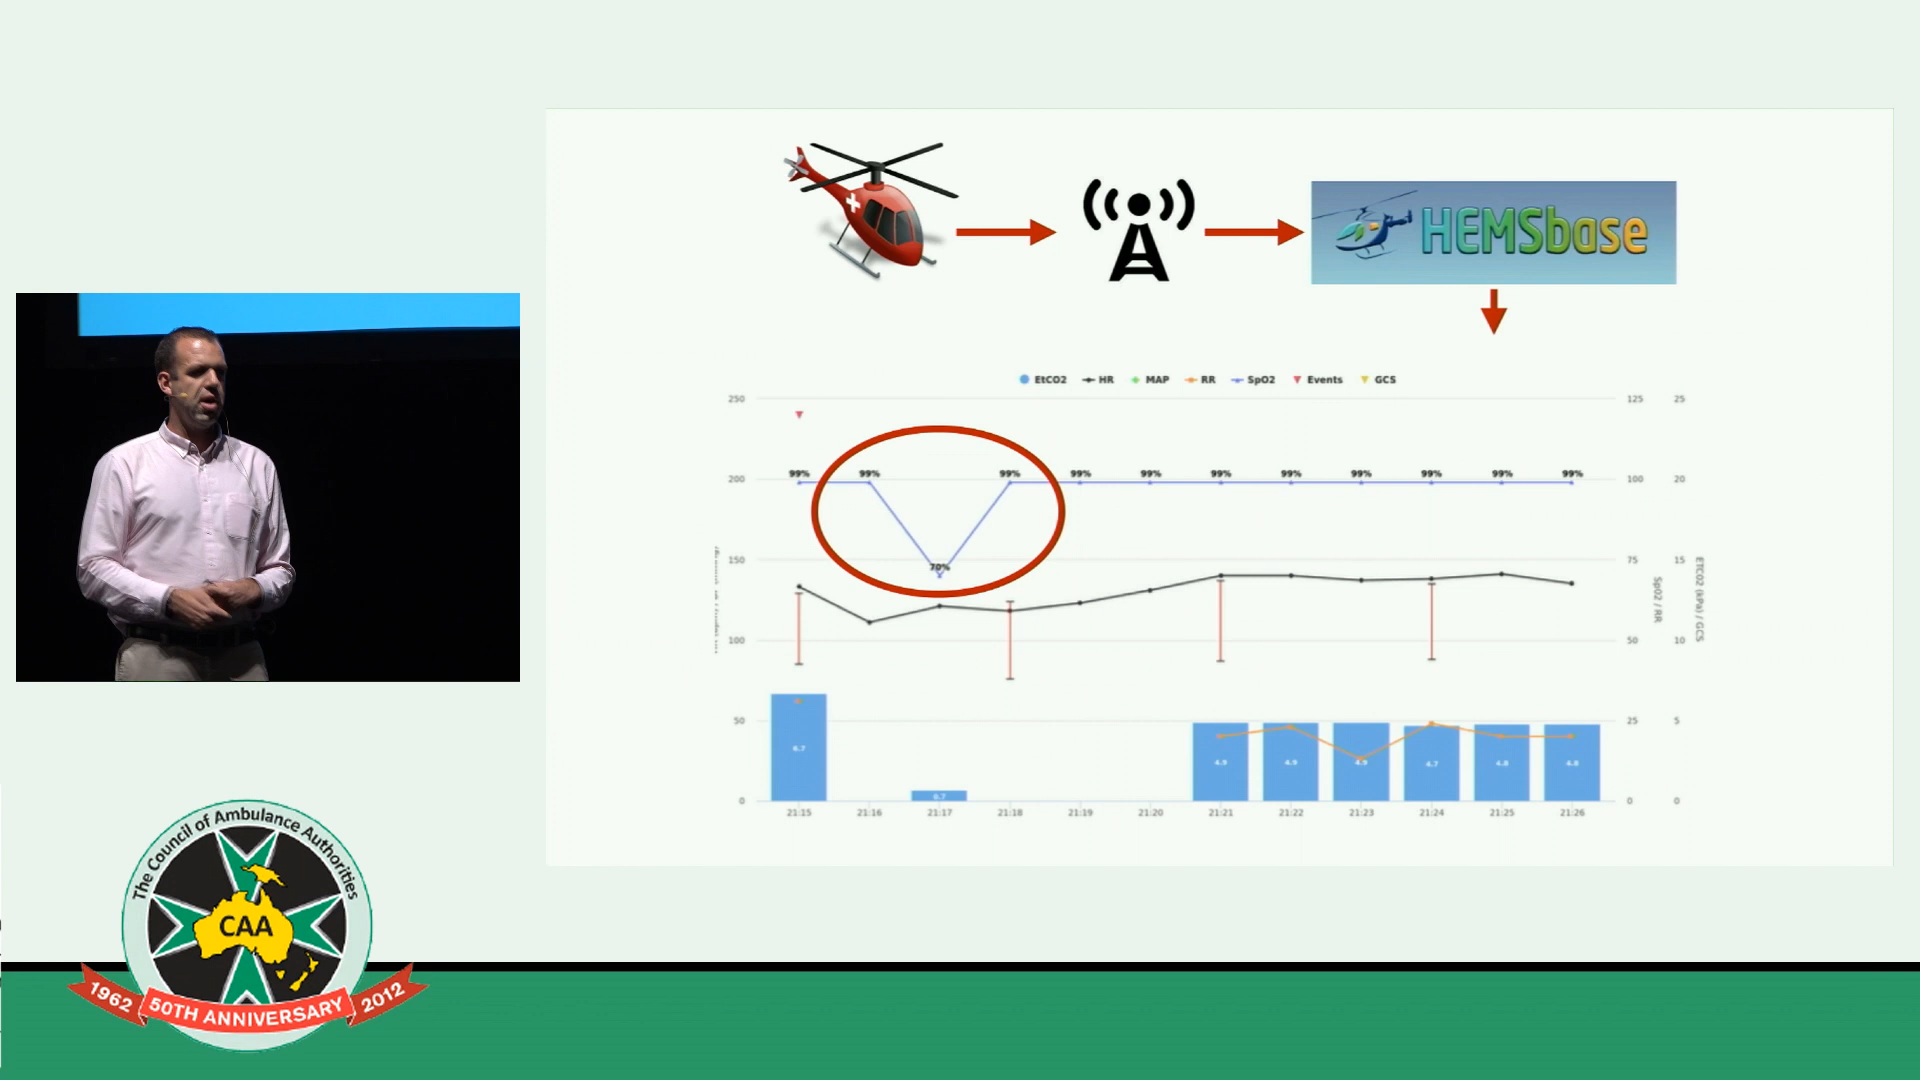 HEMSbase
EtCO2 HR MAP RR SpO2 Events GCS
250 125 25
99% 99% 99% 99% 99% 99% 99% 99% 99% 99% 99%
200 100 20
70%
150 75 15
SpO2 / RR
ETCO2 (kPa) / GCS
100 50 10
50 25 5
6.7 0.7 4.9 4.9 4.9 4.7 4.8 4.8
0 0 0
21:15 21:16 21:17 21:18 21:19 21:20 21:21 21:22 21:23 21:24 21:25 21:26
The Council of Ambulance Authorities
CAA
1962 50TH ANNIVERSARY 2012